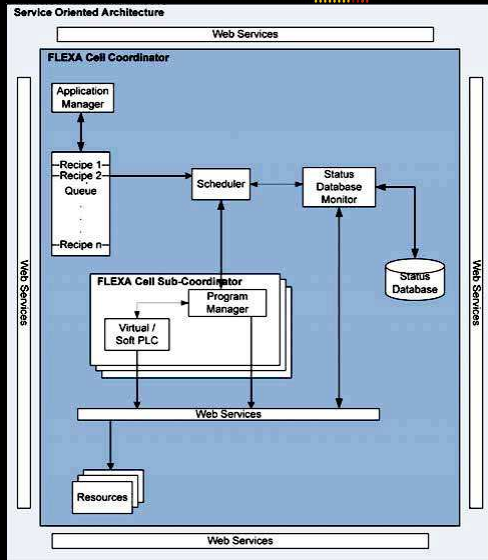 Service Oriented Architecture
Web Services
FLEXA Cell Coordinator
Application
Manager
Recipe 1
Recipe 2
Queue
Recipe n
Scheduler
Status
Database
Monitor
Status
Database
FLEXA Cell Sub-Coordinator
Program
Manager
Virtual /
Soft PLC
Web Services
Resources
Web Services
Web Services
Web Services